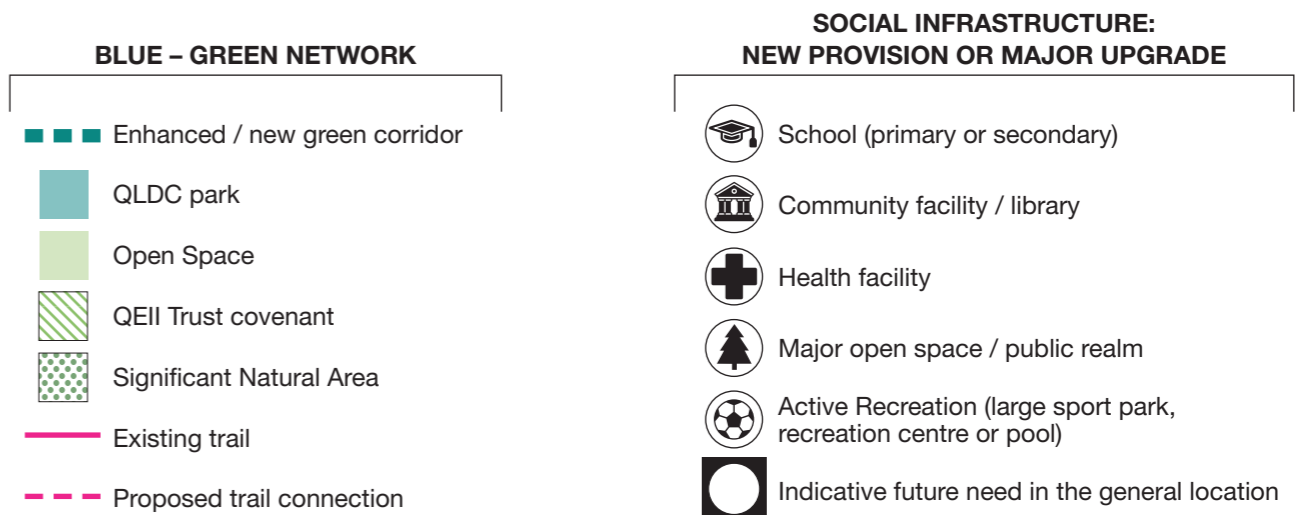 BLUE – GREEN NETWORK
Enhanced / new green corridor
QLDC park
Open Space
QEII Trust covenant
Significant Natural Area
Existing trail
Proposed trail connection
SOCIAL INFRASTRUCTURE:
NEW PROVISION OR MAJOR UPGRADE
School (primary or secondary)
Community facility / library
Health facility
Major open space / public realm
Active Recreation (large sport park,
recreation centre or pool)
Indicative future need in the general location